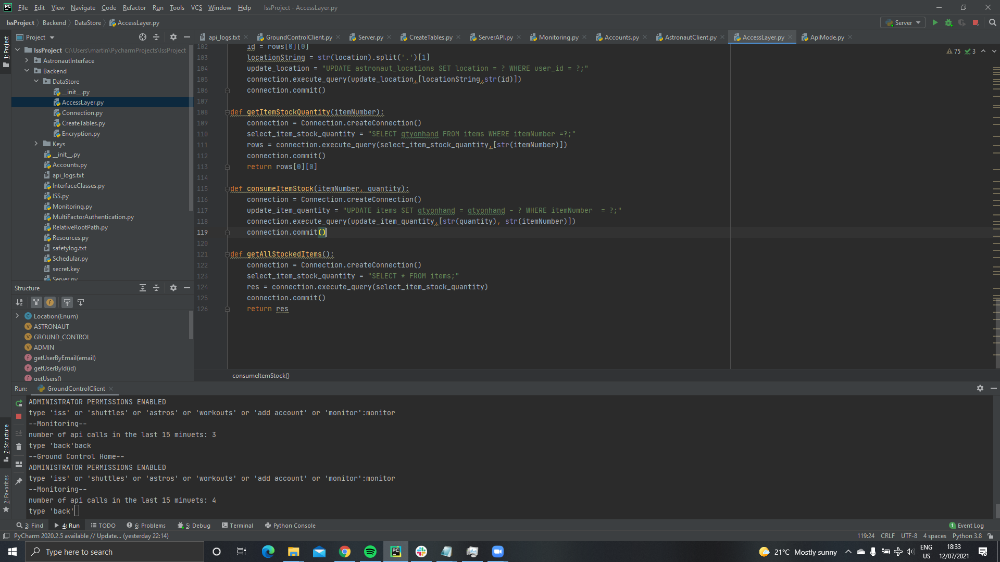 PC File Edit View Navigate Code Refactor Run Tools VCS Window Help IssProject - AccessLayer.py
IssProject Backend DataStore AccessLayer.py Server
Project
api_logs.txt GroundControlClient.py Server.py CreateTables.py ServerAPI.py Monitoring.py Accounts.py AstronautClient.py AccessLayer.py ApiMode.py
1: Project
IssProject C:\Users\martin\PycharmProjects\IssProject
AstronautInterface
Backend
DataStore
__init__.py
AccessLayer.py
Connection.py
CreateTables.py
Encryption.py
Keys
__init__.py
Accounts.py
api_logs.txt
InterfaceClasses.py
ISS.py
Monitoring.py
MultiFactorAuthentication.py
RelativeRootPath.py
Resources.py
safetylog.txt
Schedular.py
secret.key
Server.py
75 3
102 id = rows[0][0]
103 locationString = str(location).split('.')[1]
104 update_location = "UPDATE astronaut_locations SET location = ? WHERE user_id = ?;"
105 connection.execute_query(update_location,[locationString,str(id)])
106 connection.commit()
107
108 def getItemStockQuantity(itemNumber):
109 connection = Connection.createConnection()
110 select_item_stock_quantity = "SELECT qtyonhand FROM items WHERE itemNumber =?;"
111 rows = connection.execute_query(select_item_stock_quantity,[str(itemNumber)])
112 connection.commit()
113 return rows[0][0]
114
115 def consumeItemStock(itemNumber, quantity):
116 connection = Connection.createConnection()
117 update_item_quantity = "UPDATE items SET qtyonhand = qtyonhand - ? WHERE itemNumber  = ?;"
118 connection.execute_query(update_item_quantity,[str(quantity), str(itemNumber)])
119 connection.commit()
120
121 def getAllStockedItems():
122 connection = Connection.createConnection()
123 select_item_stock_quantity = "SELECT * FROM items;"
124 res = connection.execute_query(select_item_stock_quantity)
125 connection.commit()
126 return res
consumeItemStock()
Structure
Location(Enum)
ASTRONAUT
GROUND_CONTROL
ADMIN
getUserByEmail(email)
getUserById(id)
getUsers()
Run: GroundControlClient
ADMINISTRATOR PERMISSIONS ENABLED
type 'iss' or 'shuttles' or 'astros' or 'workouts' or 'add account' or 'monitor':monitor
--Monitoring--
number of api calls in the last 15 minuets: 3
type 'back'back
--Ground Control Home--
ADMINISTRATOR PERMISSIONS ENABLED
type 'iss' or 'shuttles' or 'astros' or 'workouts' or 'add account' or 'monitor':monitor
--Monitoring--
number of api calls in the last 15 minuets: 4
type 'back'
7: Structure
2: Favorites
3: Find 4: Run TODO 6: Problems 5: Debug Terminal Python Console 1 Event Log
PyCharm 2020.2.5 available // Update... (yesterday 22:14) 119:24 CRLF UTF-8 4 spaces Python 3.8
Type here to search PC 21°C Mostly sunny ENG US 18:33 12/07/2021